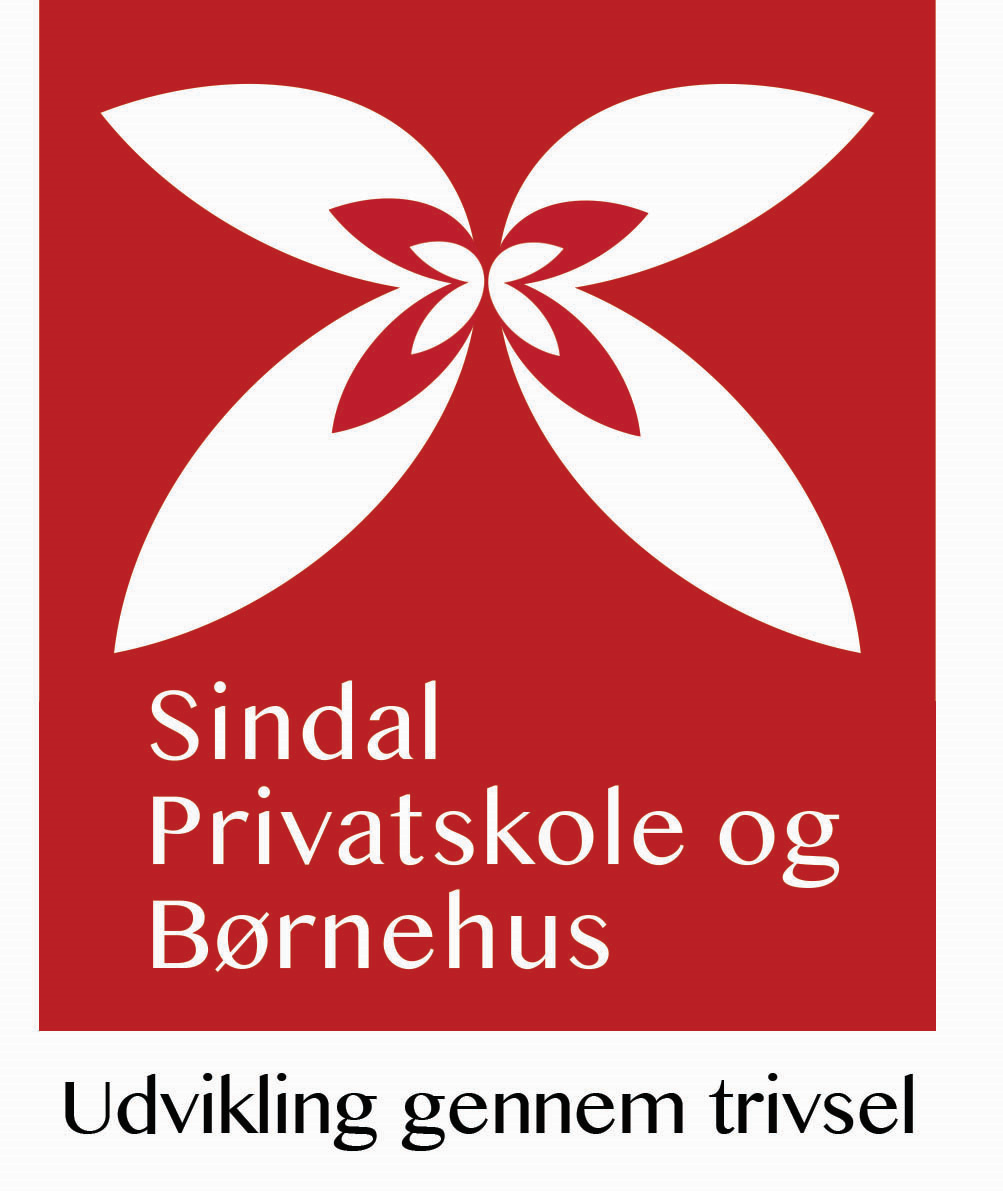 Sindal
Privatskole og
Børnehus
Udvikling gennem trivsel